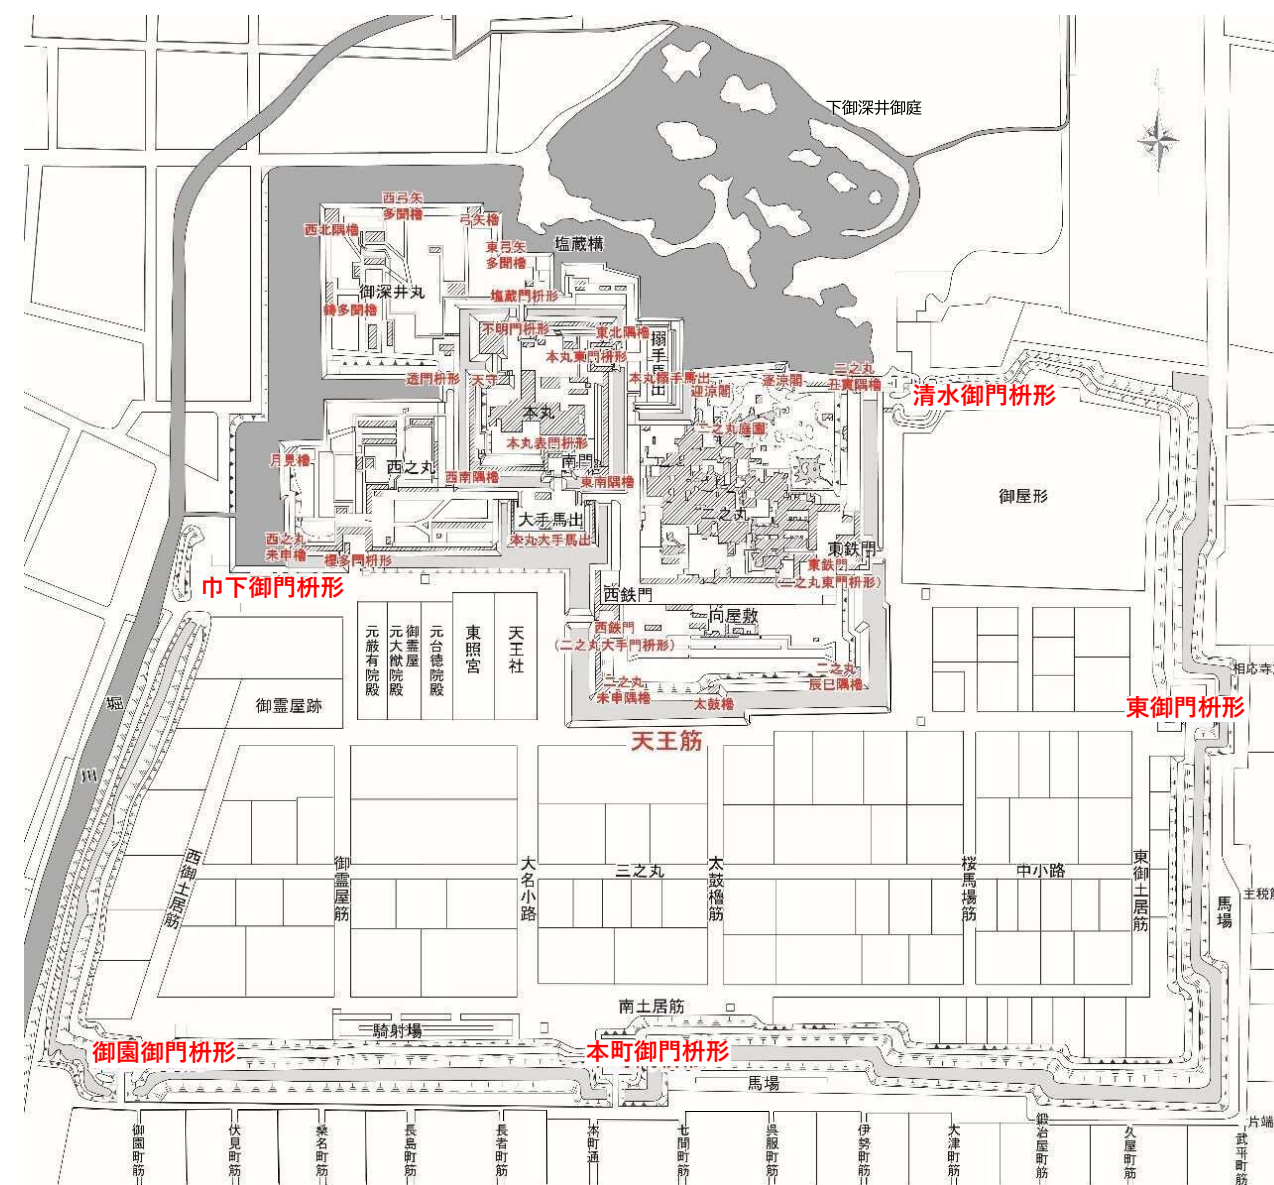 下御深井御庭
西弓矢
多聞櫓
弓矢櫓
西北隅櫓
東弓矢
多聞櫓
塩蔵構
御深井丸
塩蔵門枡形
鋳多聞櫓
不明門枡形
東北隅櫓
搦手馬出
本丸東門枡形
透門枡形
天守
本丸搦手馬出
迎涼閣
逐涼閣
二之丸
丑寅隅櫓
清水御門枡形
本丸
二之丸庭園
本丸表門枡形
南門
月見櫓
西之丸
西南隅櫓
東南隅櫓
御屋形
大手馬出
二之丸
西之丸
未申櫓
榎多門枡形
本丸大手馬出
東鉄門
東鉄門
(二之丸東門枡形)
巾下御門枡形
西鉄門
向屋敷
西鉄門
(二之丸大手門枡形)
元厳有院殿
元大猷院殿
御霊屋
元台徳院殿
東照宮
天王社
二之丸
辰巳隅櫓
二之丸
未申隅櫓
太鼓櫓
御霊屋跡
東御門枡形
天王筋
堀川
西御土居筋
御霊屋筋
大名小路
三之丸
太鼓櫓筋
桜馬場筋
中小路
東御土居筋
馬場
主税筋
南土居筋
騎射場
御園御門枡形
本町御門枡形
馬場
片端
御園町筋
伏見町筋
桑名町筋
長島町筋
長者町筋
本町通
七間町筋
呉服町筋
伊勢町筋
大津町筋
鍛冶屋町筋
久屋町筋
武平町筋